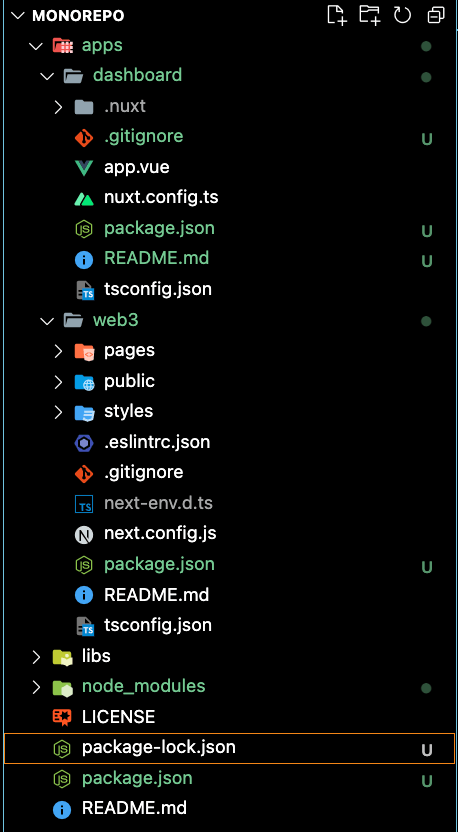 MONOREPO
apps
dashboard
.nuxt
.gitignore U
app.vue
nuxt.config.ts
package.json U
README.md U
tsconfig.json
web3
pages
public
styles
.eslintrc.json
.gitignore
next-env.d.ts
next.config.js
package.json U
README.md
tsconfig.json
libs
node_modules
LICENSE
package-lock.json U
package.json U
README.md